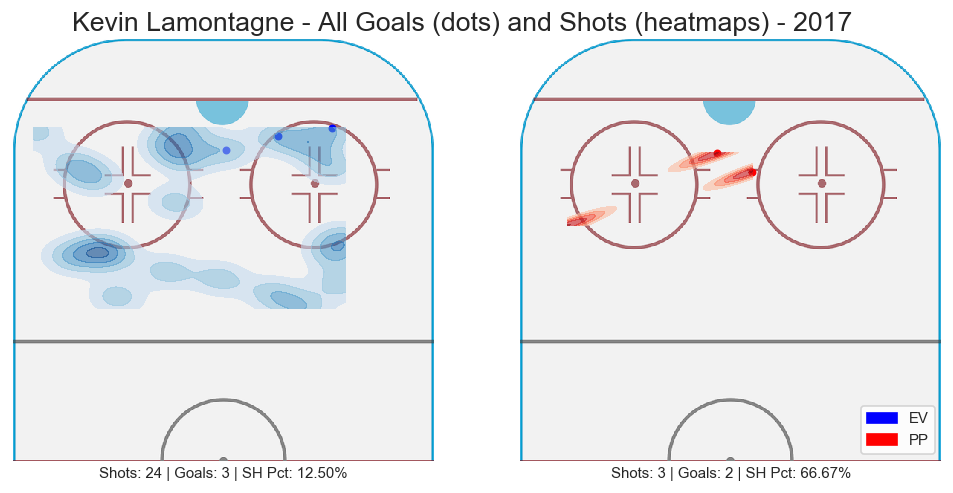 Kevin Lamontagne - All Goals (dots) and Shots (heatmaps) - 2017
EV
PP
Shots: 24 | Goals: 3 | SH Pct: 12.50%
Shots: 3 | Goals: 2 | SH Pct: 66.67%